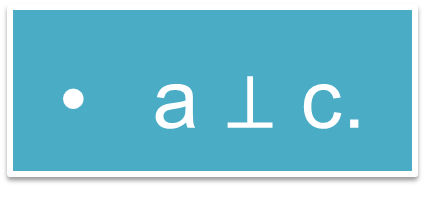 • a ⊥ c.